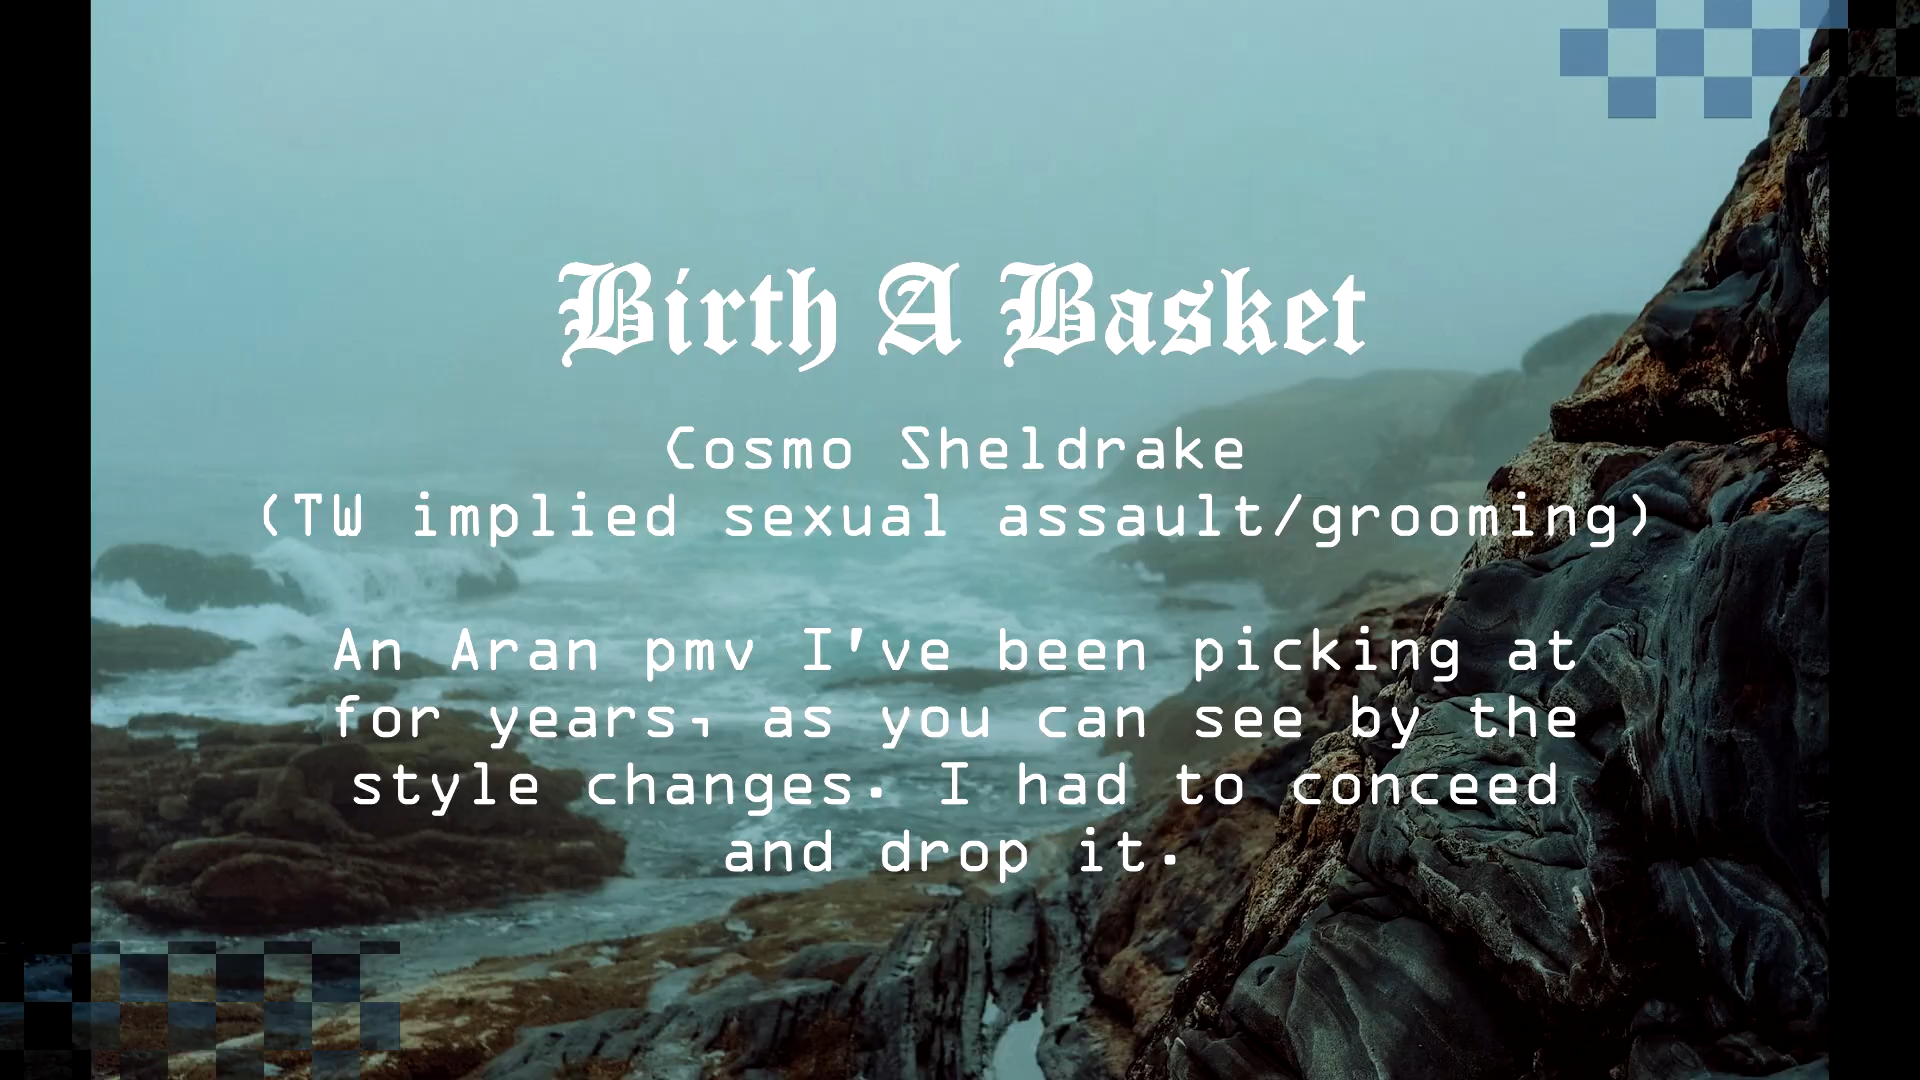 Birth A Basket
Cosmo Sheldrake
(TW implied sexual assault/grooming)
An Aran pmv I've been picking at
for years, as you can see by the
style changes. I had to conceed
and drop it.